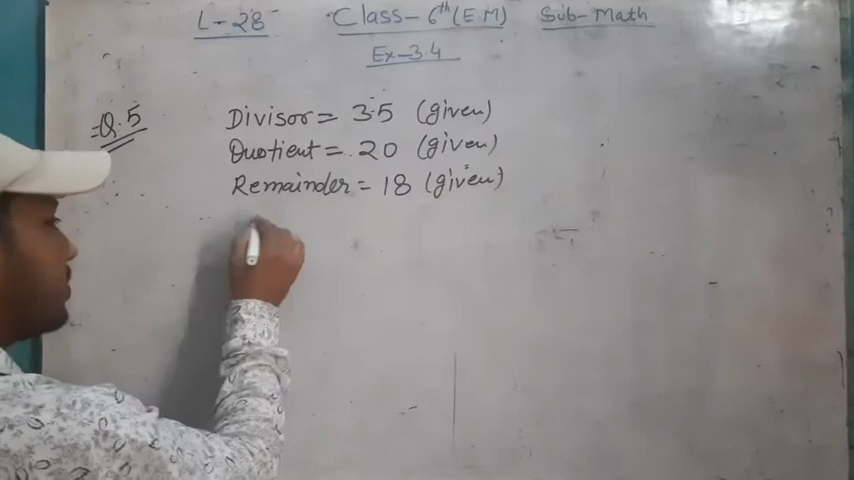 L-28 Class-6th(E.M) Sub-Math
Ex-3.4
Q.5 Divisor = 35 (given)
Quotient = 20 (given)
Remainder = 18 (given)